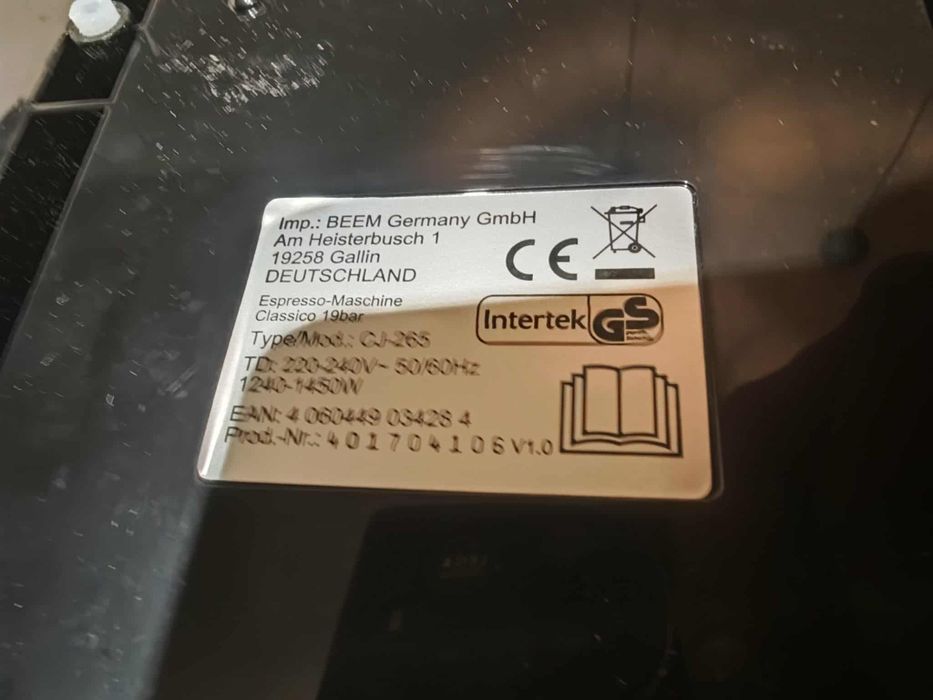 Imp.: BEEM Germany GmbH
Am Heisterbusch 1
19258 Gallin
DEUTSCHLAND
CE
Espresso-Maschine
Classico 19bar
Intertek GS
Type/Mod.: CJ-265
TD: 220-240V~ 50/60Hz
1240-1450W
EAN: 4 060449 03428 4
Prod.-Nr.: 4 0 1 7 0 4 1 0 6 V1.0